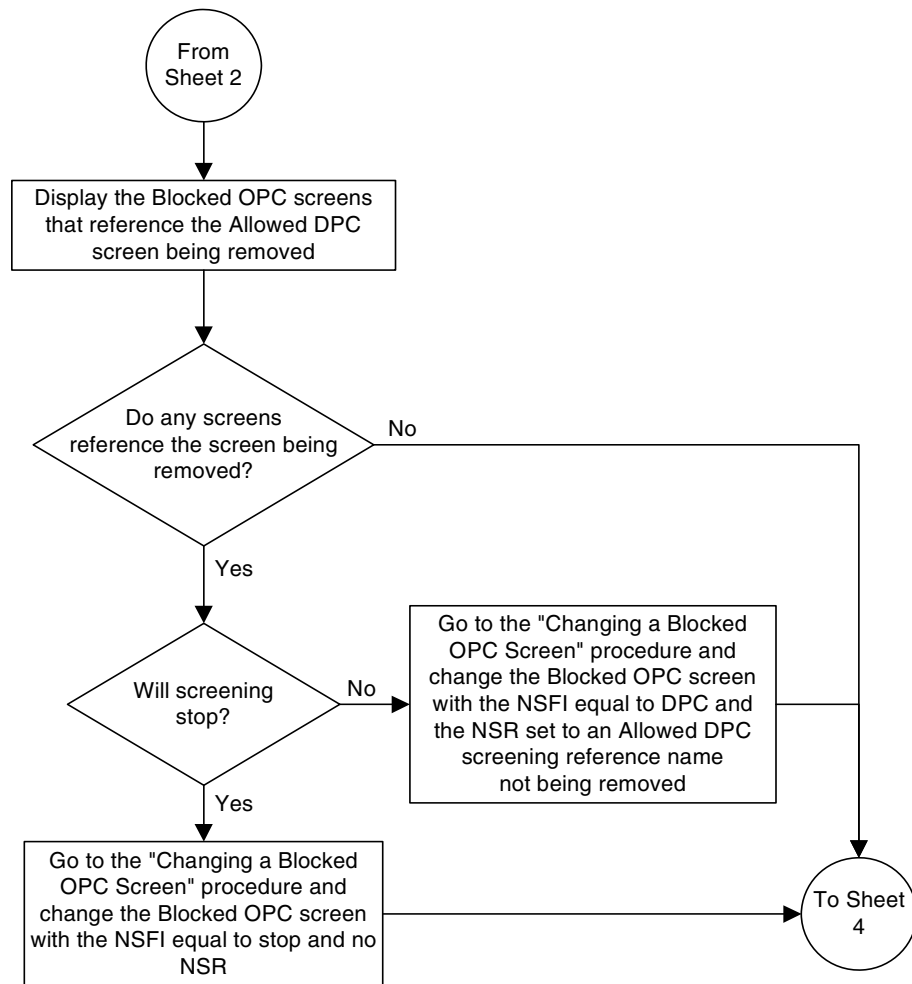 From
Sheet 2
Display the Blocked OPC screens
that reference the Allowed DPC
screen being removed
Do any screens
reference the screen being
removed?
No
Yes
Will screening
stop?
No
Go to the "Changing a Blocked
OPC Screen" procedure and
change the Blocked OPC screen
with the NSFI equal to DPC and
the NSR set to an Allowed DPC
screening reference name
not being removed
Yes
Go to the "Changing a Blocked
OPC Screen" procedure and
change the Blocked OPC screen
with the NSFI equal to stop and no
NSR
To Sheet
4